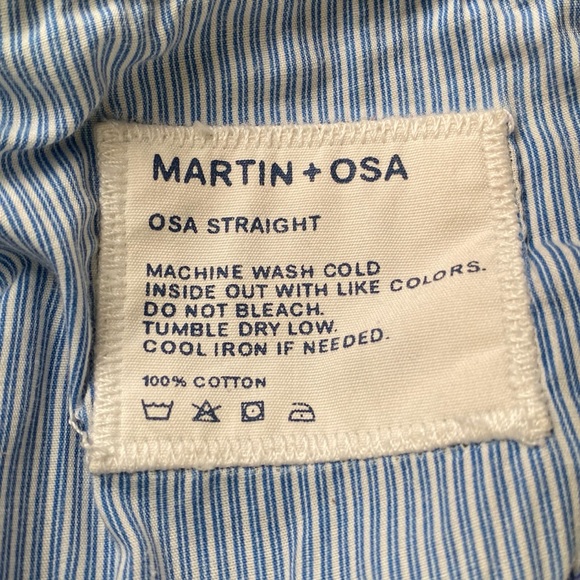 MARTIN + OSA
OSA STRAIGHT
MACHINE WASH COLD
INSIDE OUT WITH LIKE COLORS.
DO NOT BLEACH.
TUMBLE DRY LOW.
COOL IRON IF NEEDED.
100% COTTON